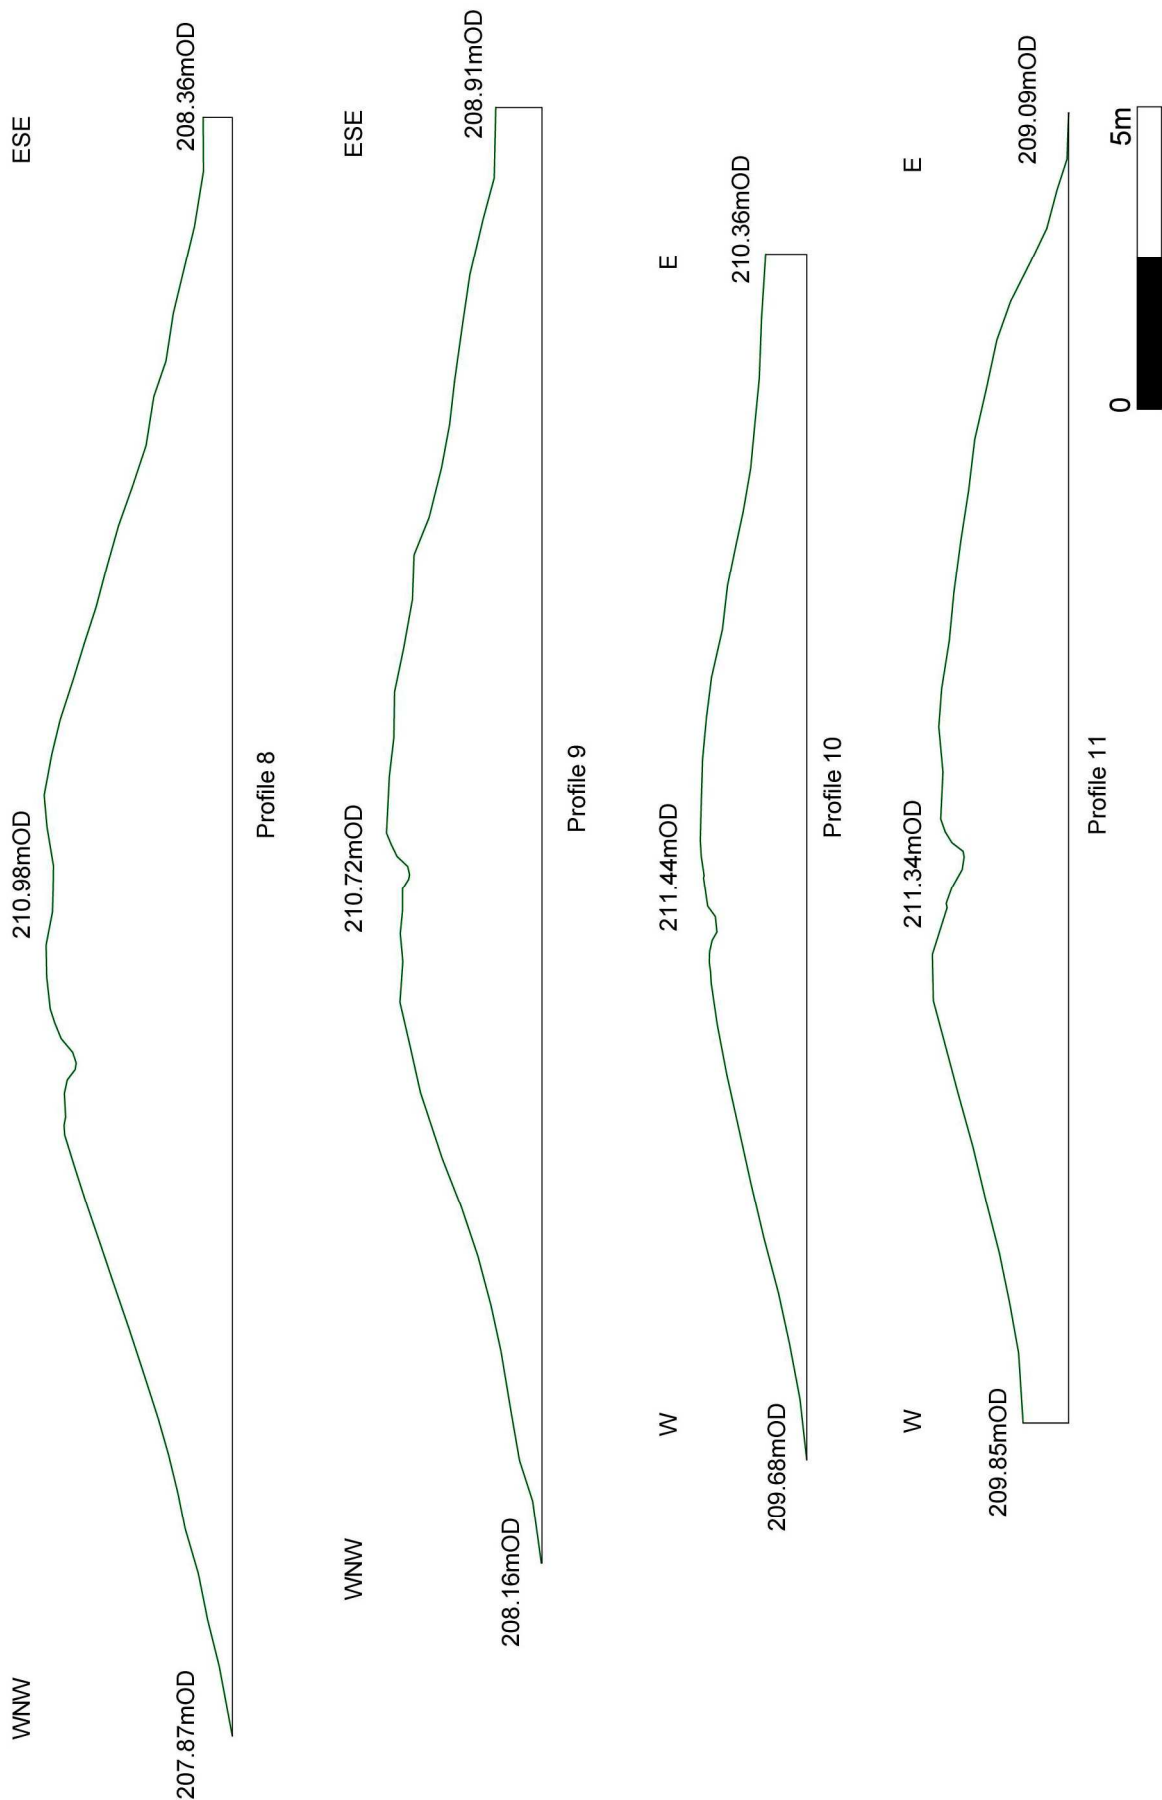 WNW
210.98mOD
ESE
207.87mOD
208.36mOD
Profile 8
WNW
210.72mOD
ESE
208.16mOD
208.91mOD
Profile 9
W
211.44mOD
E
209.68mOD
210.36mOD
Profile 10
W
211.34mOD
E
209.85mOD
209.09mOD
Profile 11
0
5m